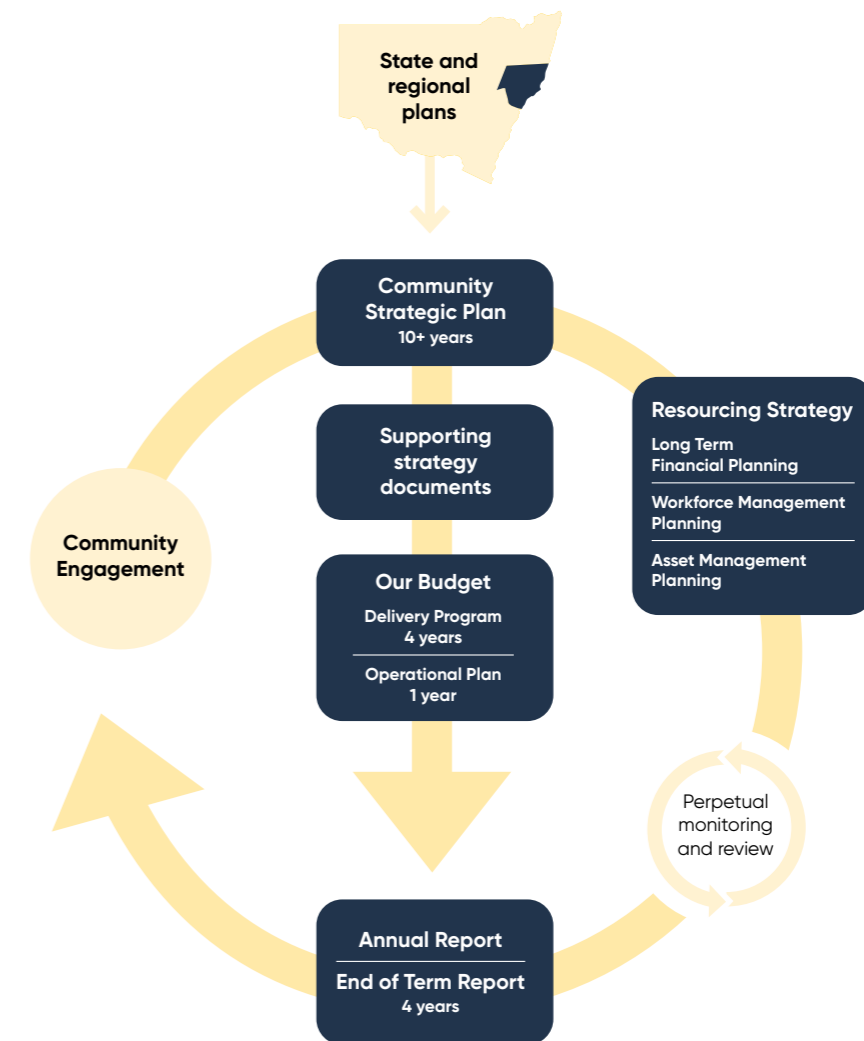 State and
regional
plans
Community
Strategic Plan
10+ years
Supporting
strategy
documents
Our Budget
Delivery Program
4 years
Operational Plan
1 year
Resourcing Strategy
Long Term
Financial Planning
Workforce Management
Planning
Asset Management
Planning
Community
Engagement
Perpetual
monitoring
and review
Annual Report
End of Term Report
4 years